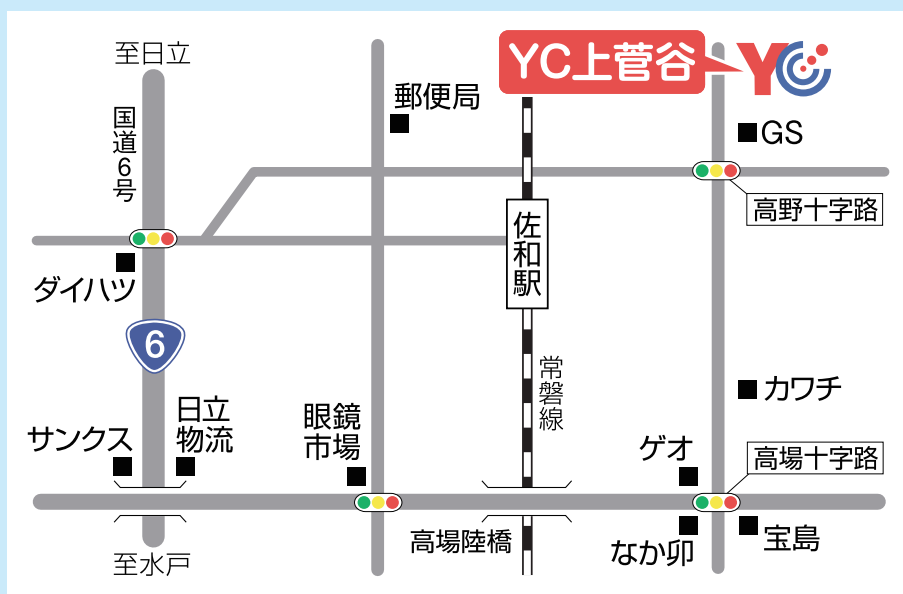 至日立
YC上菅谷
YC
郵便局
国道6号
GS
高野十字路
佐和駅
ダイハツ
6
常磐線
カワチ
日立
物流
サンクス
眼鏡
市場
ゲオ
高場十字路
高場陸橋
なか卯
宝島
至水戸